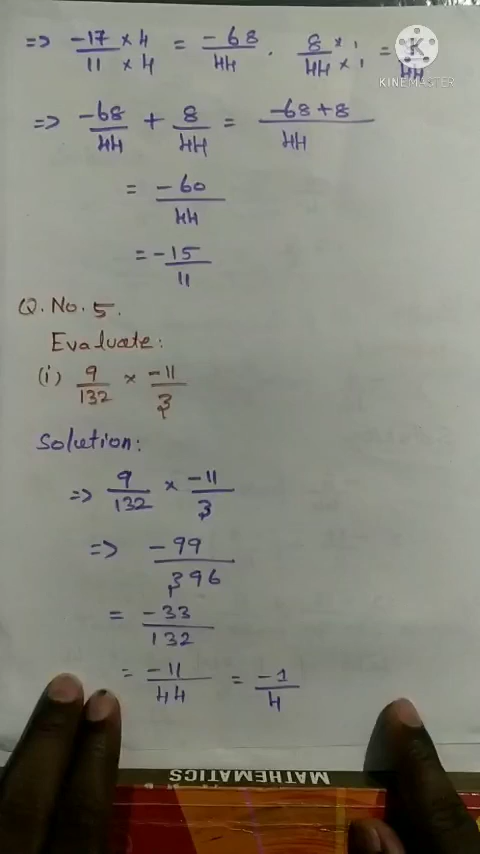 => -17/11 × 4/4 = -68/44 . 8/44 × 1/1 = /44
K
KINEMASTER
=> -68/44 + 8/44 = -68+8/44
= -60/44
= -15/11
Q. No. 5.
Evaluate:
(i) 9/132 × -11/3
Solution:
=> 9/132 × -11/3
=> -99/396
= -33/132
= -11/44 = -1/4
MATHEMATICS